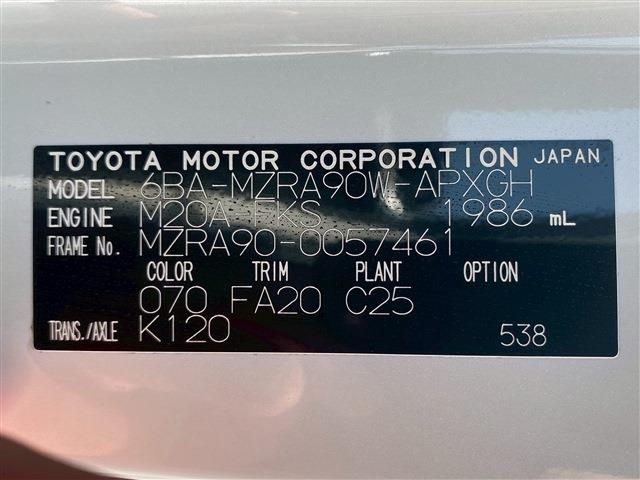 TOYOTA MOTOR CORPORATION JAPAN
MODEL 6BA-MZRA90W-APXGH
ENGINE M20A-FKS 1986 mL
FRAME No. MZRA90-0057461
COLOR TRIM PLANT OPTION
070 FA20 C25
TRANS./AXLE K120 538